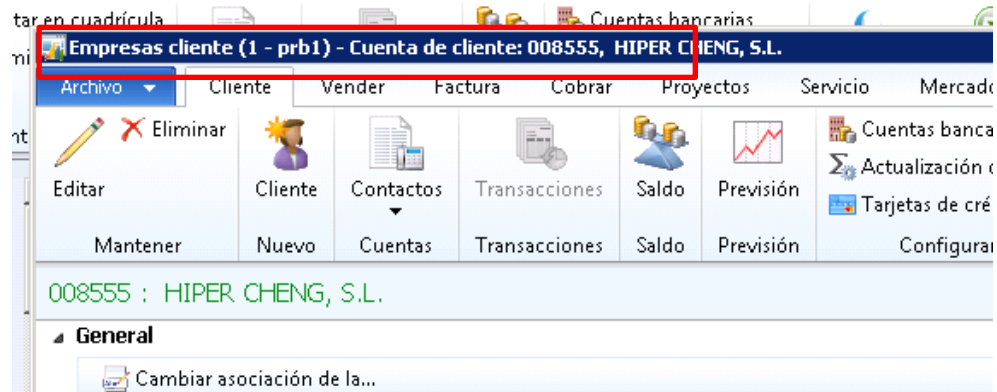 tar en cuadrícula
Cuentas bancarias
Empresas cliente (1 - prb1) - Cuenta de cliente: 008555, HIPER CHENG, S.L.
Archivo Cliente Vender Factura Cobrar Proyectos Servicio Mercado
Eliminar
Cuentas banca
Actualización
Editar Cliente Contactos Transacciones Saldo Previsión
Tarjetas de cré
Mantener Nuevo Cuentas Transacciones Saldo Previsión Configurar
008555 : HIPER CHENG, S.L.
General
Cambiar asociación de la...